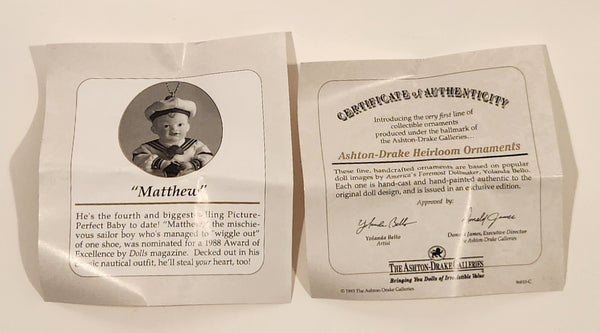 "Matthew"
He's the fourth and biggest-selling Picture-
Perfect Baby to date! "Matthew," the mischie-
vous sailor boy who's managed to "wiggle out"
of one shoe, was nominated for a 1988 Award of
Excellence by Dolls magazine. Decked out in his
classic nautical outfit, he'll steal your heart, too!
CERTIFICATE of AUTHENTICITY
Introducing the very first line of
collectible ornaments
produced under the hallmark of
the Ashton-Drake Galleries...
Ashton-Drake Heirloom Ornaments
These fine, handcrafted ornaments are based on popular
doll images by America's Foremost Dollmaker, Yolanda Bello.
Each one is hand-cast and hand-painted authentic to the
original doll design, and is issued in an exclusive edition.
Approved by:
Yolanda Bello
Yolanda Bello
Artist
James, Executive Director
Ashton-Drake Galleries
THE ASHTON-DRAKE GALLERIES
Bringing You Dolls of Irresistible Value
The Ashton-Drake Galleries